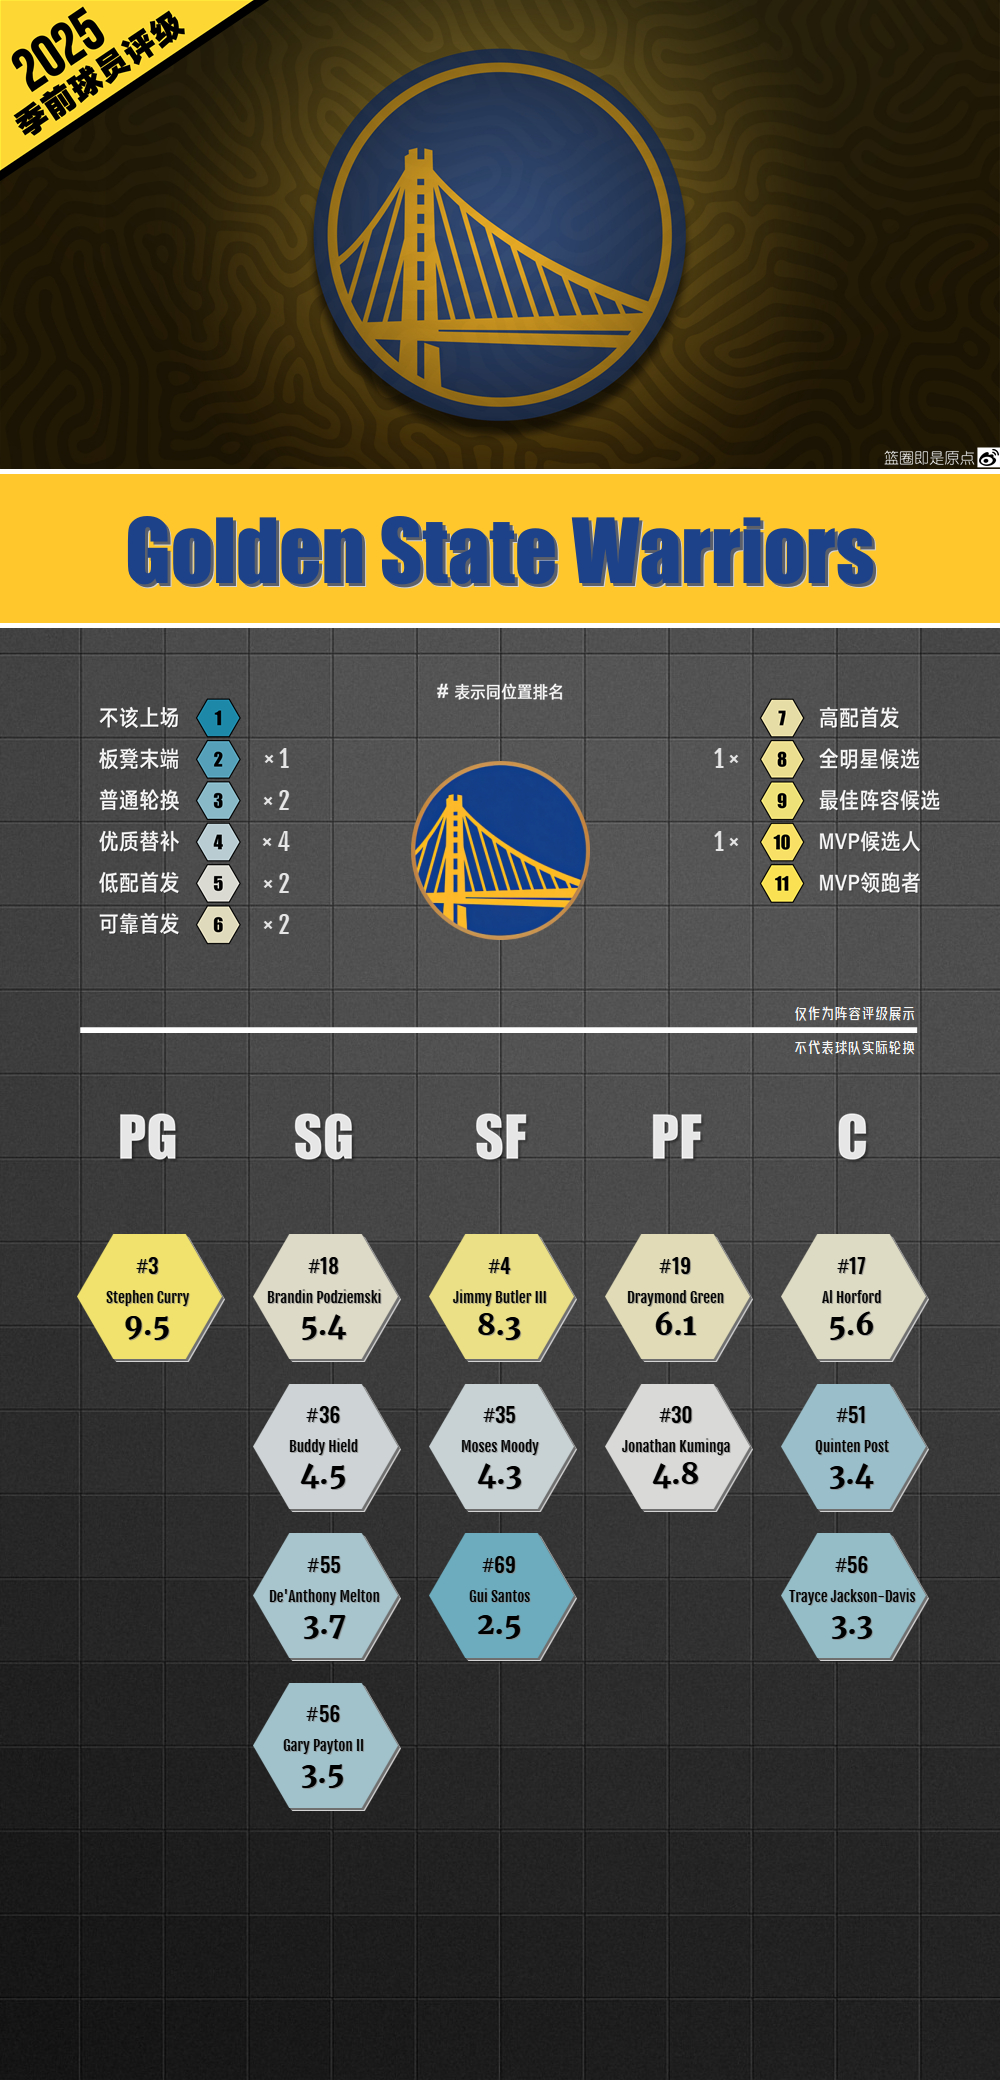 2025
季前球员评级
篮圈即是原点
Golden State Warriors
# 表示同位置排名
不该上场 1
板凳末端 2 ×1
普通轮换 3 ×2
优质替补 4 ×4
低配首发 5 ×2
可靠首发 6 ×2
7 高配首发
1× 8 全明星候选
9 最佳阵容候选
1× 10 MVP候选人
11 MVP领跑者
仅作为阵容评级展示
不代表球队实际轮换
PG SG SF PF C
#3 #18 #4 #19 #17
Stephen Curry Brandin Podziemski Jimmy Butler III Draymond Green Al Horford
9.5 5.4 8.3 6.1 5.6
#36 #35 #30 #51
Buddy Hield Moses Moody Jonathan Kuminga Quinten Post
4.5 4.3 4.8 3.4
#55 #69 #56
De'Anthony Melton Gui Santos Trayce Jackson-Davis
3.7 2.5 3.3
#56
Gary Payton II
3.5